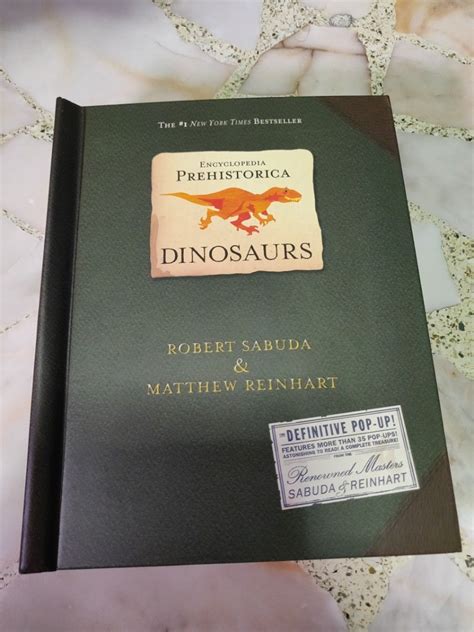 THE #1 NEW YORK TIMES BESTSELLER
ENCYCLOPEDIA
PREHISTORICA
DINOSAURS
ROBERT SABUDA
&
MATTHEW REINHART
THE DEFINITIVE POP-UP!
FEATURES MORE THAN 35 POP-UPS!
ASTONISHING TO READ! A COMPLETE TREASURE!
FROM THE
Renowned Masters
SABUDA & REINHART